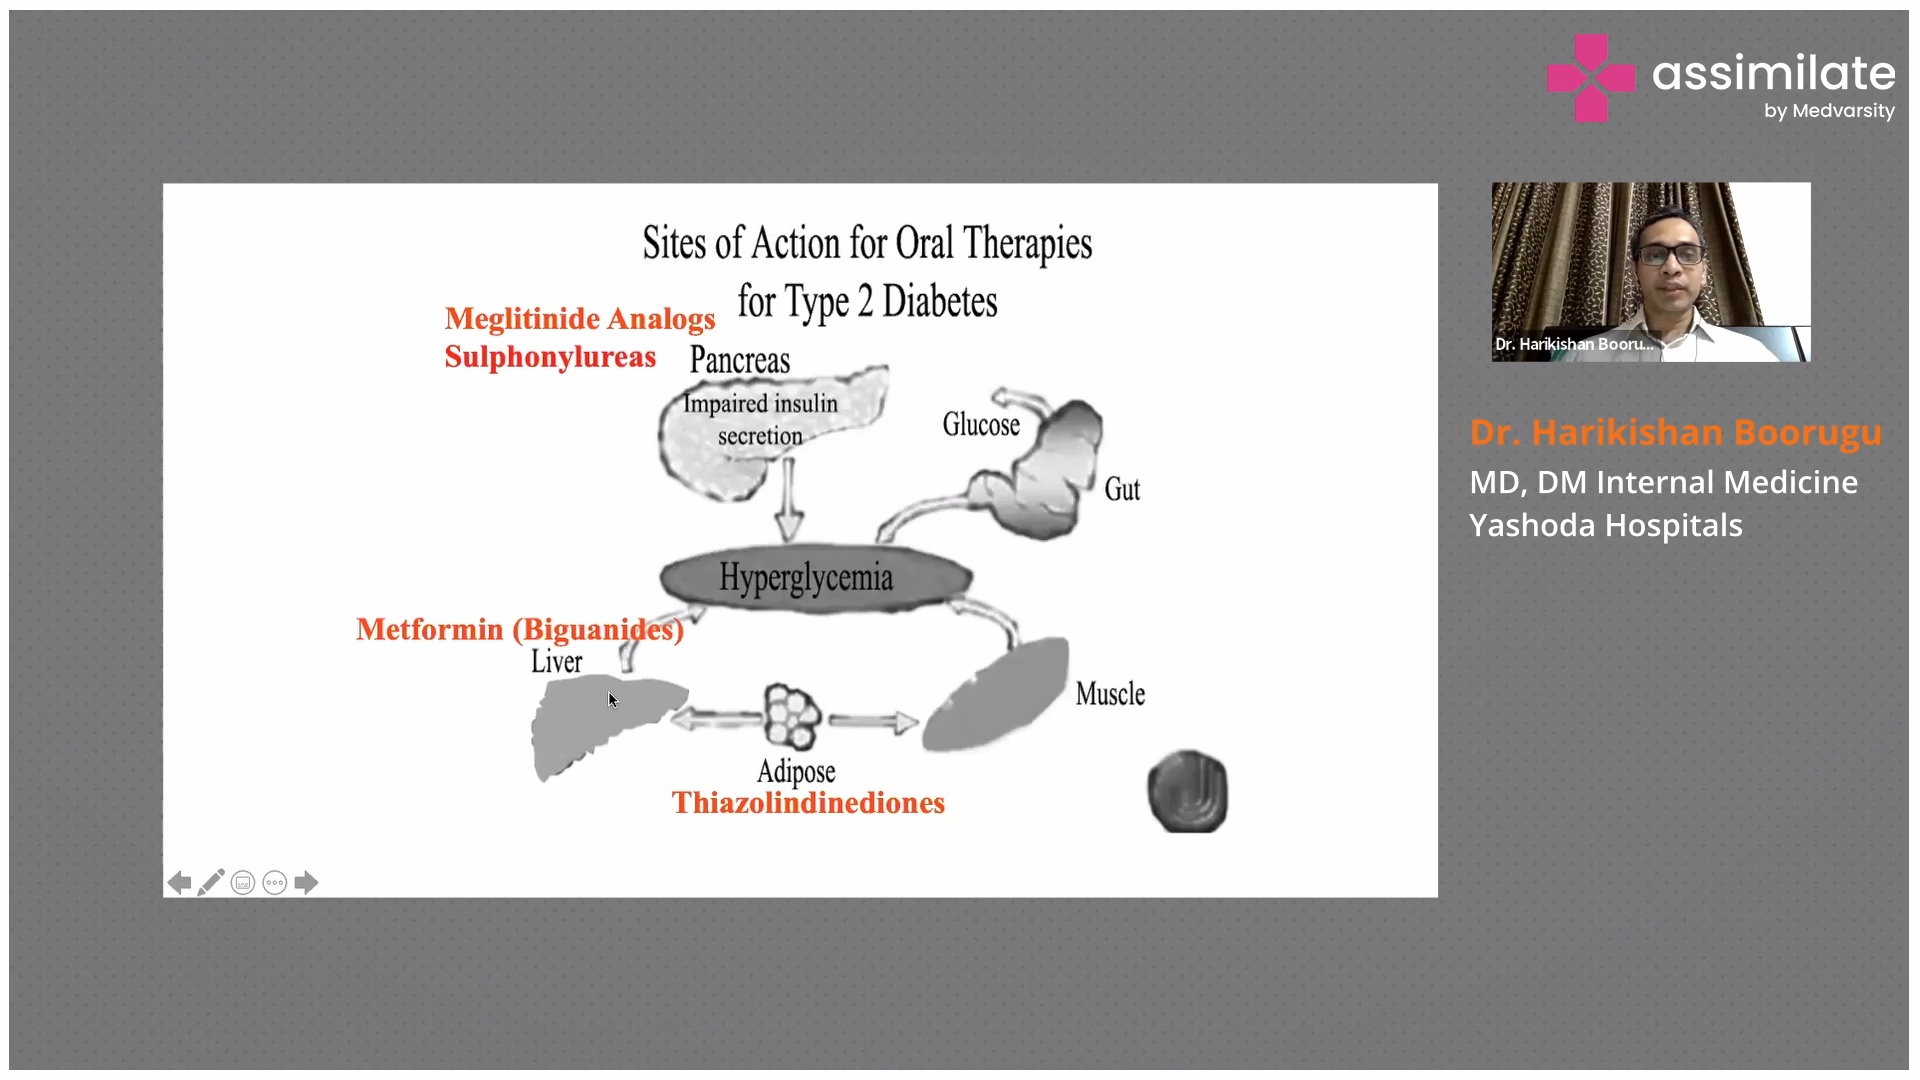 assimilate
by Medvarsity
Sites of Action for Oral Therapies
for Type 2 Diabetes
Meglitinide Analogs
Sulphonylureas
Pancreas
Impaired insulin
secretion
Glucose
Gut
Hyperglycemia
Metformin (Biguanides)
Liver
Muscle
Adipose
Thiazolindinediones
Dr. Harikishan Booru...
Dr. Harikishan Boorugu
MD, DM Internal Medicine
Yashoda Hospitals